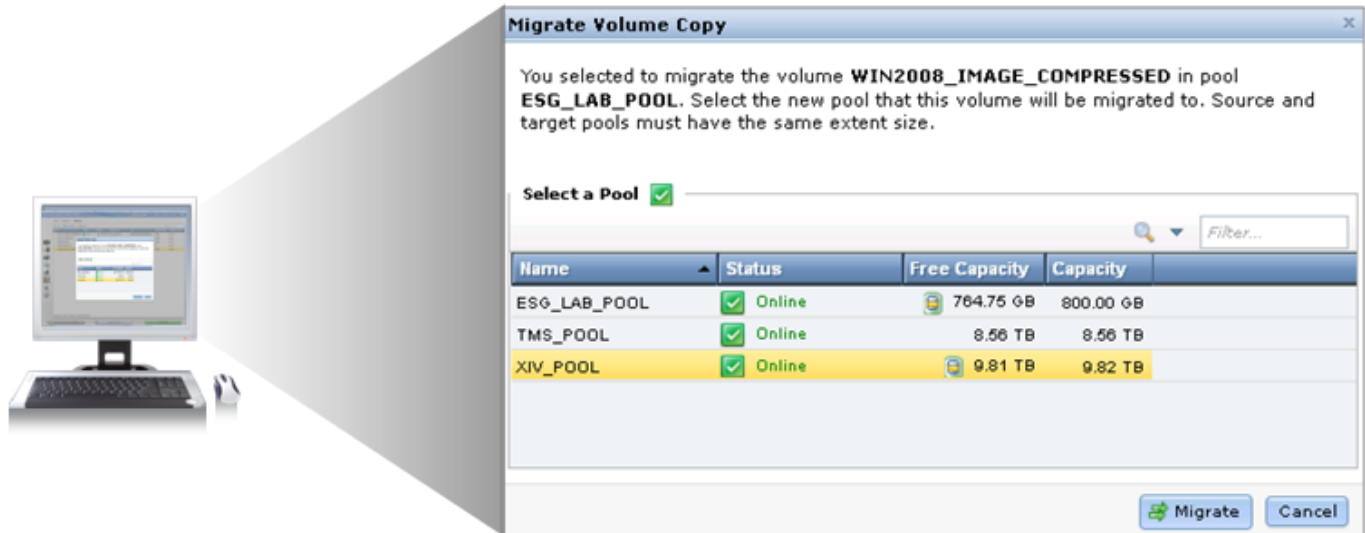 Migrate Volume Copy
x
You selected to migrate the volume WIN2008_IMAGE_COMPRESSED in pool
ESG_LAB_POOL. Select the new pool that this volume will be migrated to. Source and
target pools must have the same extent size.
Select a Pool
Filter...
Name Status Free Capacity Capacity
ESG_LAB_POOL Online 764.75 GB 800.00 GB
TMS_POOL Online 8.56 TB 8.56 TB
XIV_POOL Online 9.81 TB 9.82 TB
Migrate Cancel